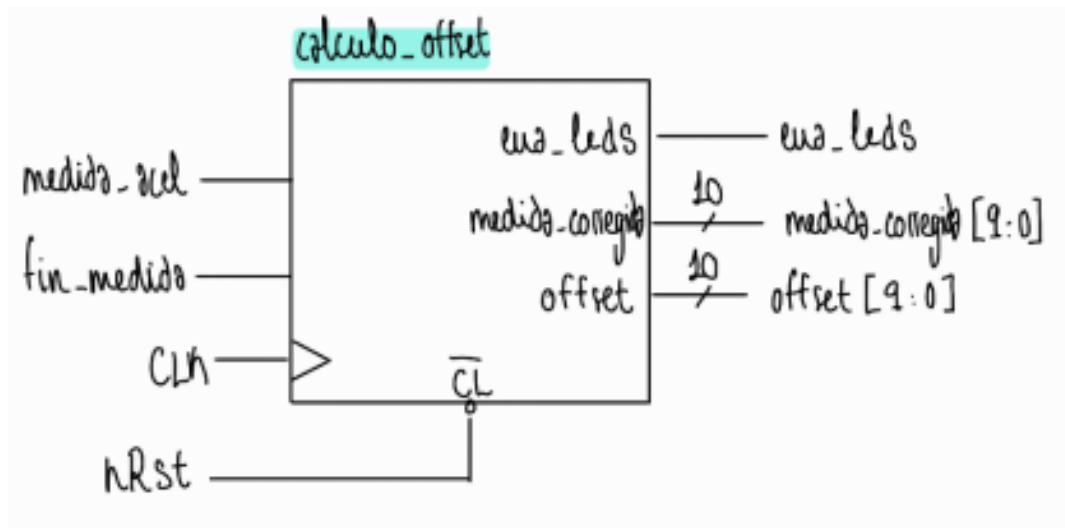 calculo_offset
medida_acel
fin_medida
CLK
nRst
ena_leds
medida_corregida
offset
CL
ena_leds
10
medida_corregida [9:0]
10
offset [9:0]